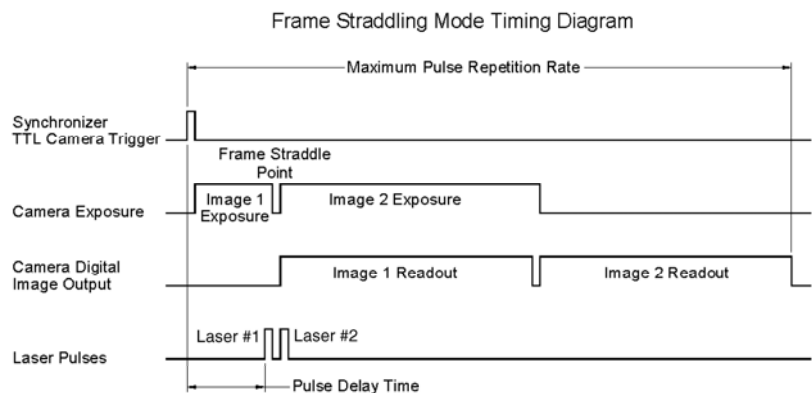 Frame Straddling Mode Timing Diagram
Maximum Pulse Repetition Rate
Synchronizer
TTL Camera Trigger
Frame Straddle
Point
Camera Exposure
Image 1
Exposure
Image 2 Exposure
Camera Digital
Image Output
Image 1 Readout
Image 2 Readout
Laser Pulses
Laser #1
Laser #2
Pulse Delay Time